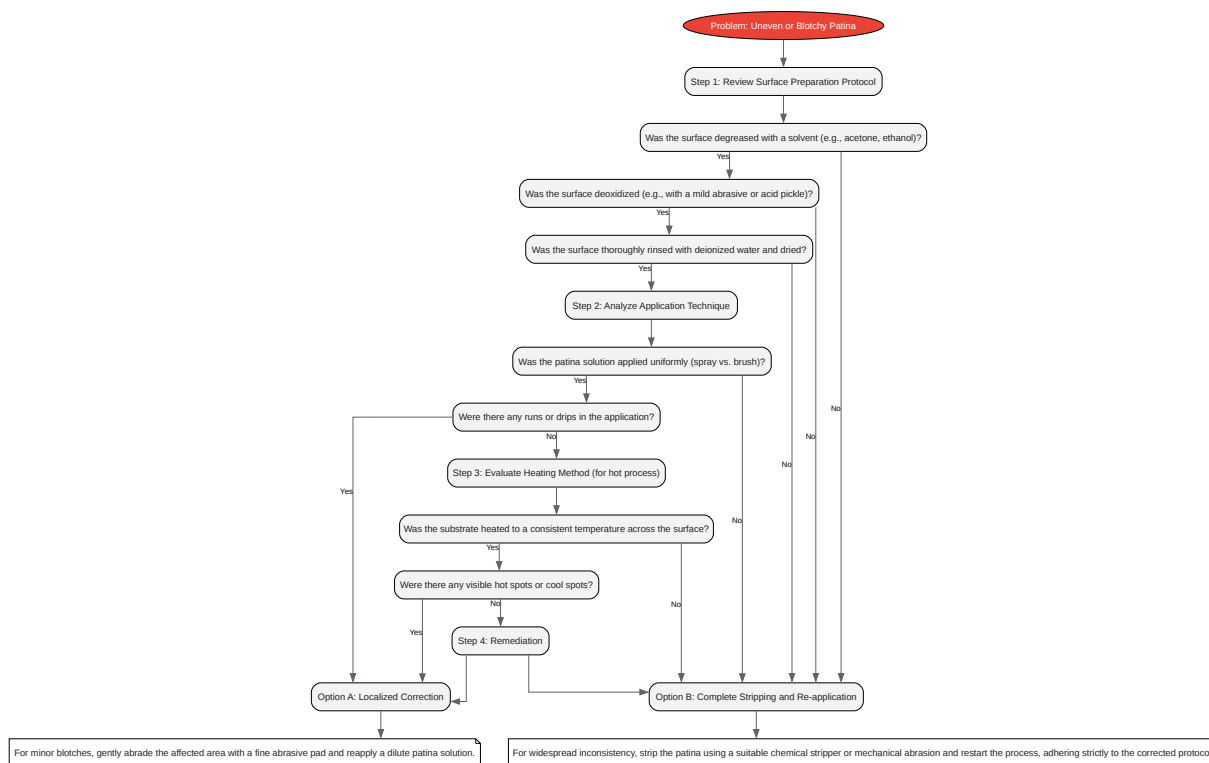 Problem: Uneven or Blotchy Patina
Step 1: Review Surface Preparation Protocol
Was the surface degreased with a solvent (e.g., acetone, ethanol)?
Yes
Was the surface deoxidized (e.g., with a mild abrasive or acid pickle)?
Yes
Was the surface thoroughly rinsed with deionized water and dried?
Yes
Step 2: Analyze Application Technique
Was the patina solution applied uniformly (spray vs. brush)?
Yes
No
Were there any runs or drips in the application?
No
No
Step 3: Evaluate Heating Method (for hot process)
No
Yes
Was the substrate heated to a consistent temperature across the surface?
No
Yes
Were there any visible hot spots or cool spots?
No
No
Yes
Step 4: Remediation
Option A: Localized Correction
Option B: Complete Stripping and Re-application
For minor blotches, gently abrade the affected area with a fine abrasive pad and reapply a dilute patina solution.
For widespread inconsistency, strip the patina using a suitable chemical stripper or mechanical abrasion and restart the process, adhering strictly to the corrected